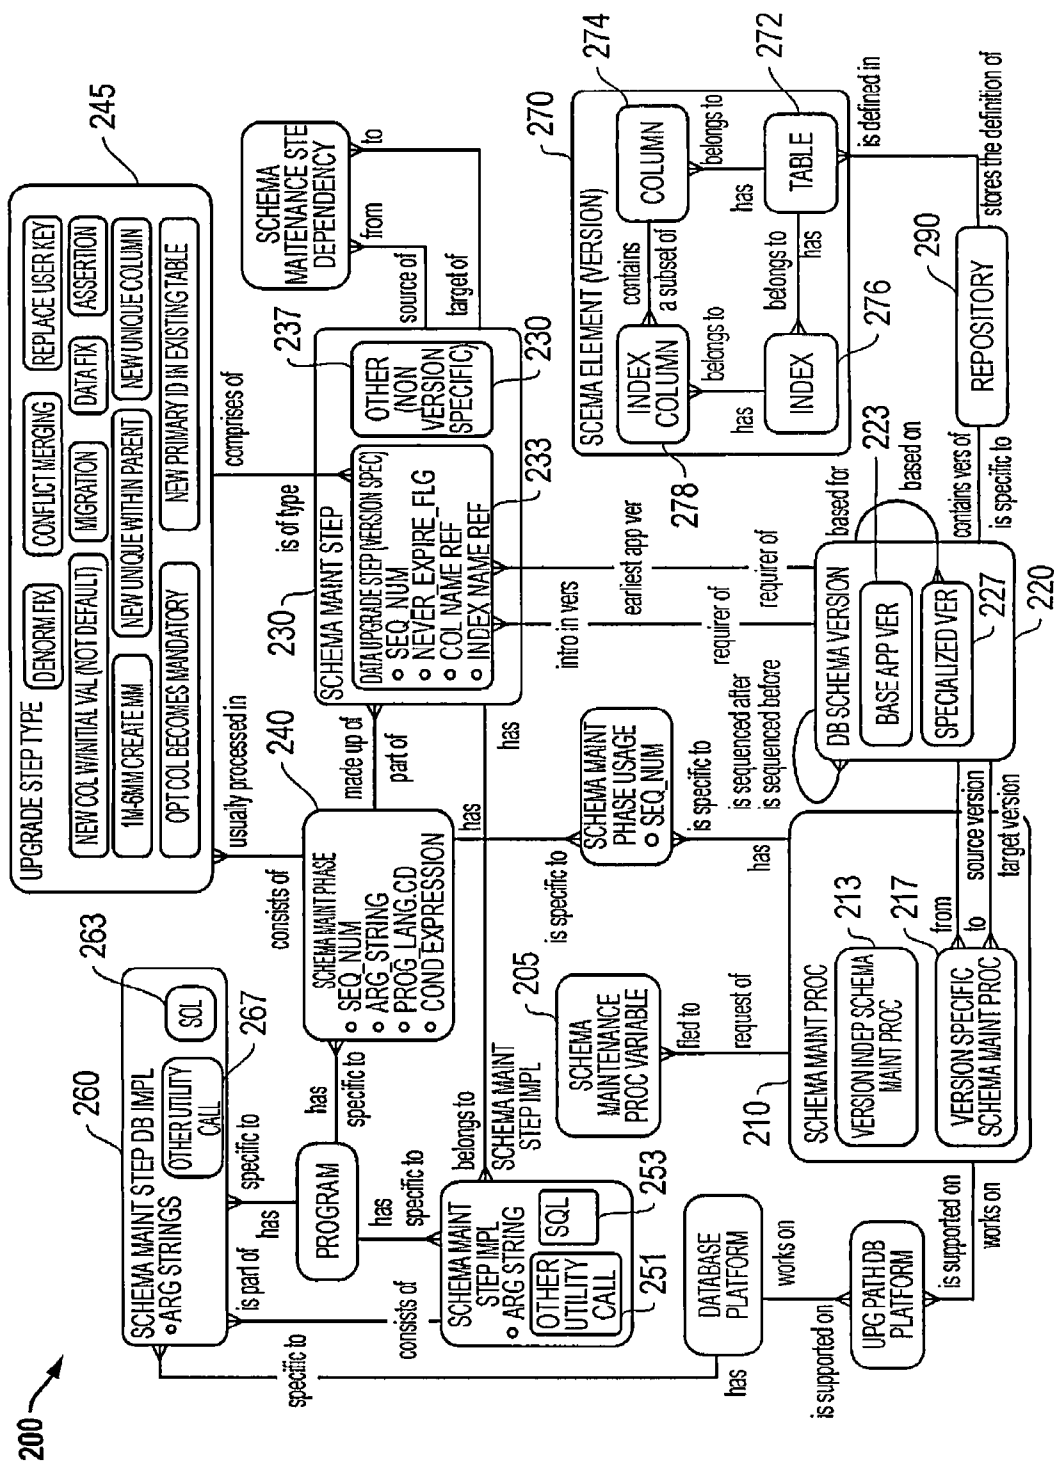 200
260
SCHEMA MAINT STEP DB IMPL
ARG STRINGS
263
SQL
OTHER UTILITY
CALL
267
245
UPGRADE STEP TYPE
DENORM FIX
CONFLICT MERGING
REPLACE USER KEY
NEW COL W/INITIAL VAL (NOT DEFAULT)
MIGRATION
DATA FIX
ASSERTION
1M-6MM CREATE MM
NEW UNIQUE WITHIN PARENT
NEW UNIQUE COLUMN
OPT COL BECOMES MANDATORY
NEW PRIMARY ID IN EXISTING TABLE
usually processed in
consists of
comprises of
is of type
240
SCHEMA MAINT PHASE
SEQ_NUM
ARG_STRING
PROG_LANG.CD
COND EXPRESSION
made up of
part of
230
SCHEMA MAINT STEP
DATA UPGRADE STEP (VERSION SPEC)
SEQ_NUM
NEVER_EXPIRE_FLG
COL NAME REF
INDEX NAME REF
233
237
OTHER
(NON
VERSION
SPECIFIC)
230
source of
from
target of
to
SCHEMA
MAITENANCE STE
DEPENDENCY
specific to
has
PROGRAM
has
specific to
has
specific to
is part of
consists of
specific to
has
SCHEMA MAINT
STEP IMPL
ARG STRING
OTHER
UTILITY
CALL
SQL
251
253
belongs to
SCHEMA MAINT
STEP IMPL
has
has
is specific to
SCHEMA MAINT
PHASE USAGE
SEQ_NUM
is specific to
has
205
SCHEMA
MAINTENANCE
PROC VARIABLE
fled to
request of
DATABASE
PLATFORM
works on
is supported on
UPG PATH DB
PLATFORM
is supported on
works on
210
SCHEMA MAINT PROC
VERSION INDEP SCHEMA
MAINT PROC
213
VERSION SPECIFIC
SCHEMA MAINT PROC
217
from
to
source version
target version
is sequenced after
is sequenced before
intro in vers
requirer of
earliest app ver
requirer of
DB SCHEMA VERSION
BASE APP VER
223
SPECIALIZED VER
227
220
based for
based on
contains vers of
is specific to
REPOSITORY
290
stores the definition of
is defined in
270
SCEMA ELEMENT (VERSION)
INDEX
COLUMN
278
contains
a subset of
COLUMN
274
belongs to
has
belongs to
has
INDEX
276
belongs to
has
TABLE
272